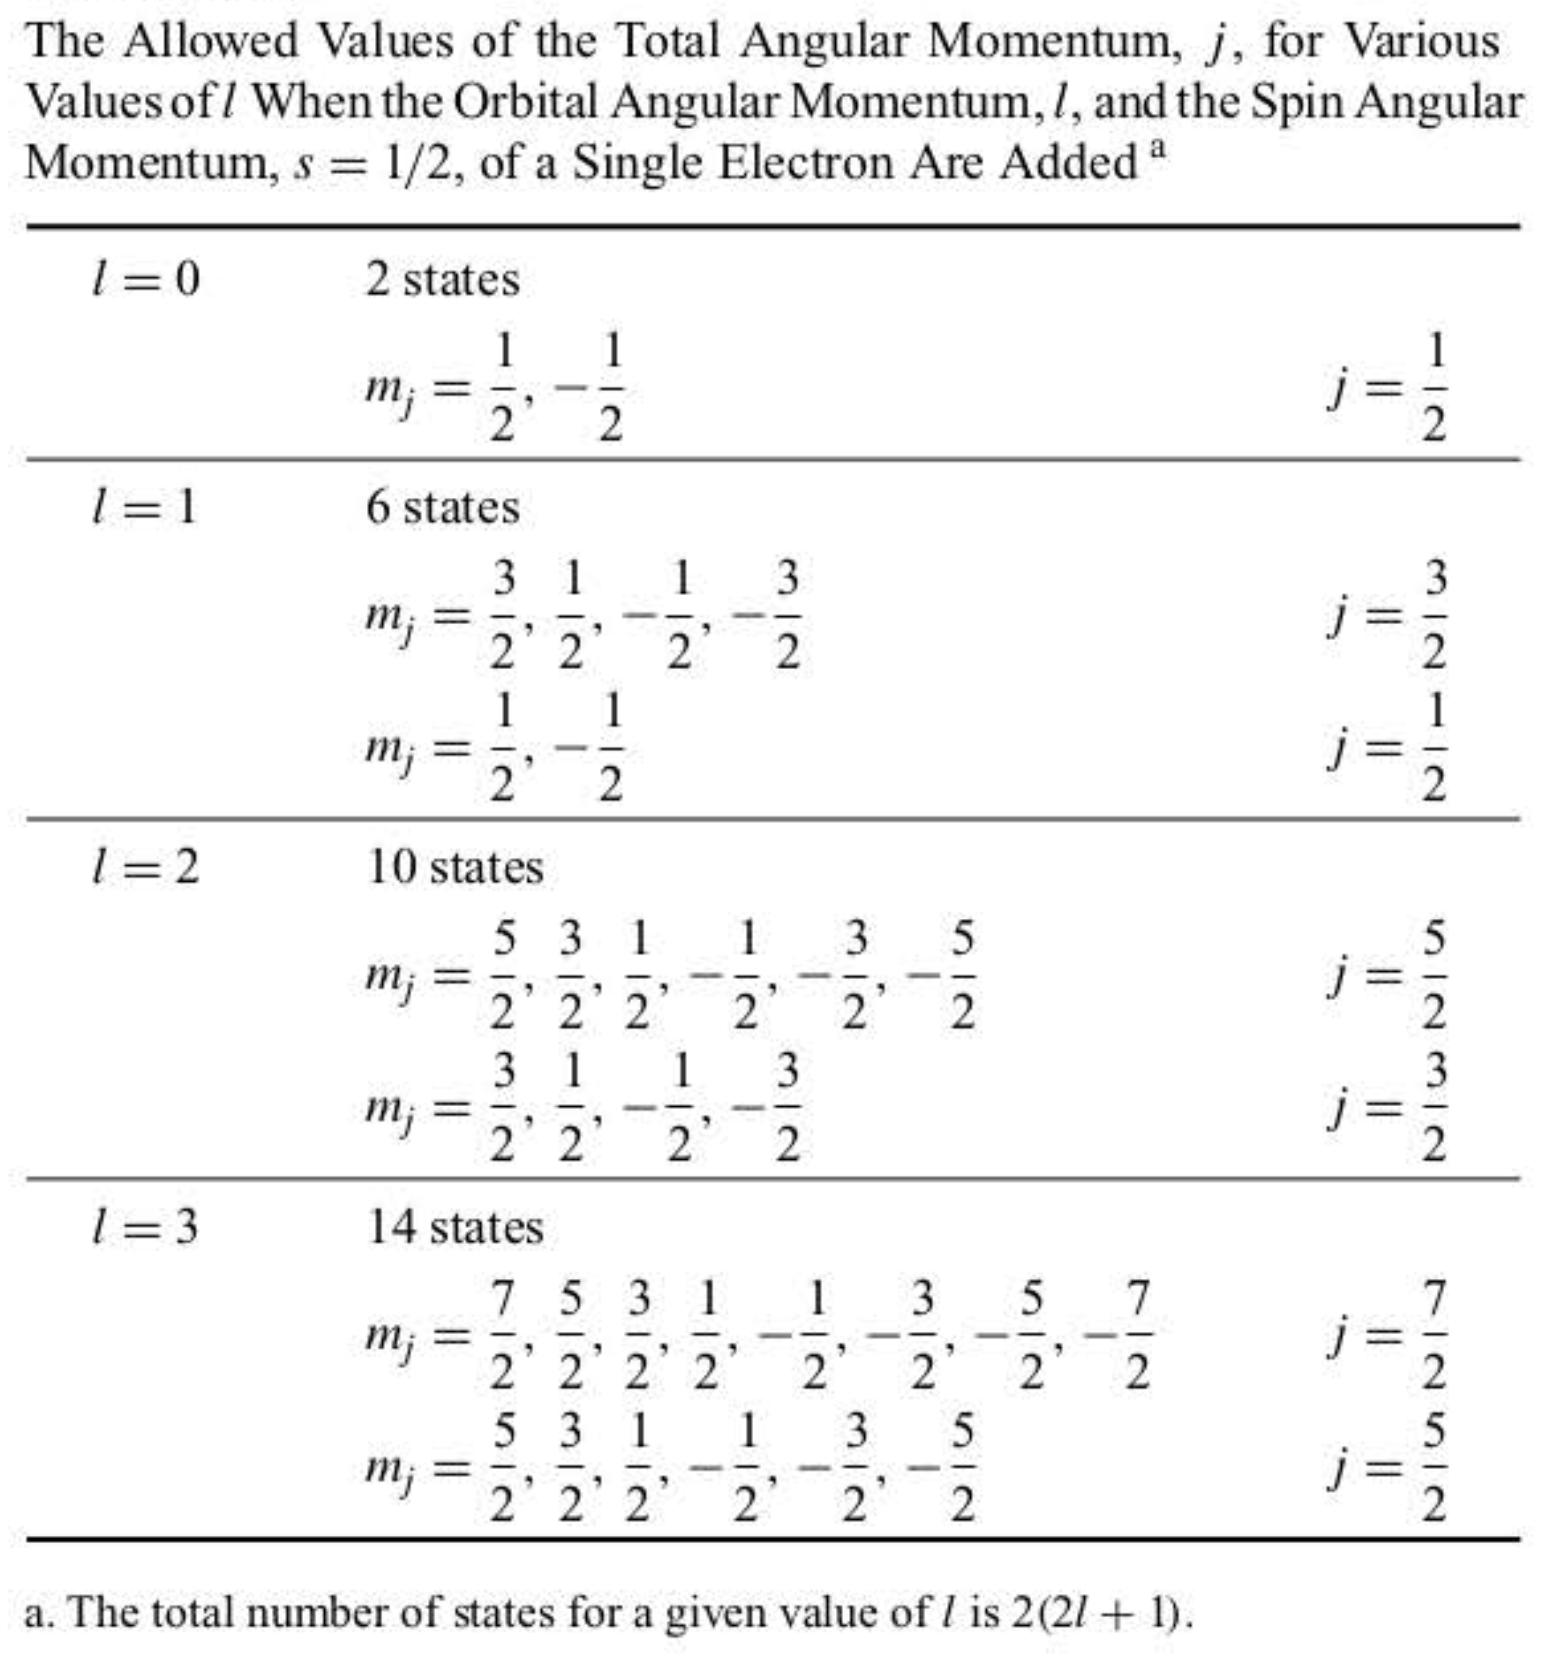 The Allowed Values of the Total Angular Momentum, j, for Various
Values of l When the Orbital Angular Momentum, l, and the Spin Angular
Momentum, s = 1/2, of a Single Electron Are Added ᵃ
l = 0 2 states
m_j = 1/2, −1/2 j = 1/2
l = 1 6 states
m_j = 3/2, 1/2, −1/2, −3/2 j = 3/2
m_j = 1/2, −1/2 j = 1/2
l = 2 10 states
m_j = 5/2, 3/2, 1/2, −1/2, −3/2, −5/2 j = 5/2
m_j = 3/2, 1/2, −1/2, −3/2 j = 3/2
l = 3 14 states
m_j = 7/2, 5/2, 3/2, 1/2, −1/2, −3/2, −5/2, −7/2 j = 7/2
m_j = 5/2, 3/2, 1/2, −1/2, −3/2, −5/2 j = 5/2
a. The total number of states for a given value of l is 2(2l + 1).